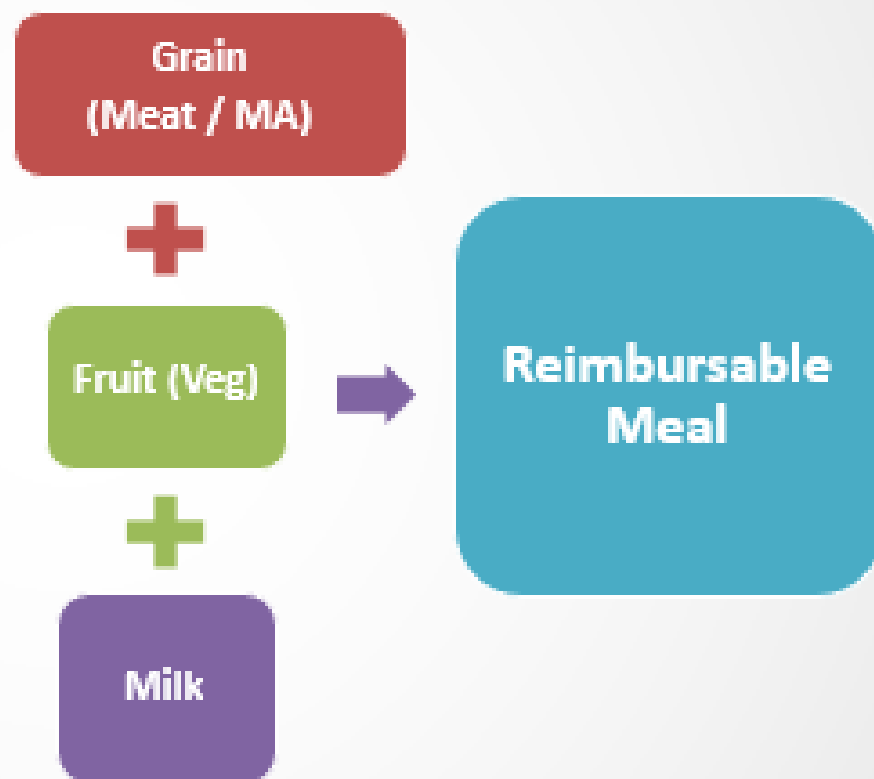 Grain
(Meat / MA)
Fruit (Veg)
Reimbursable
Meal
Milk